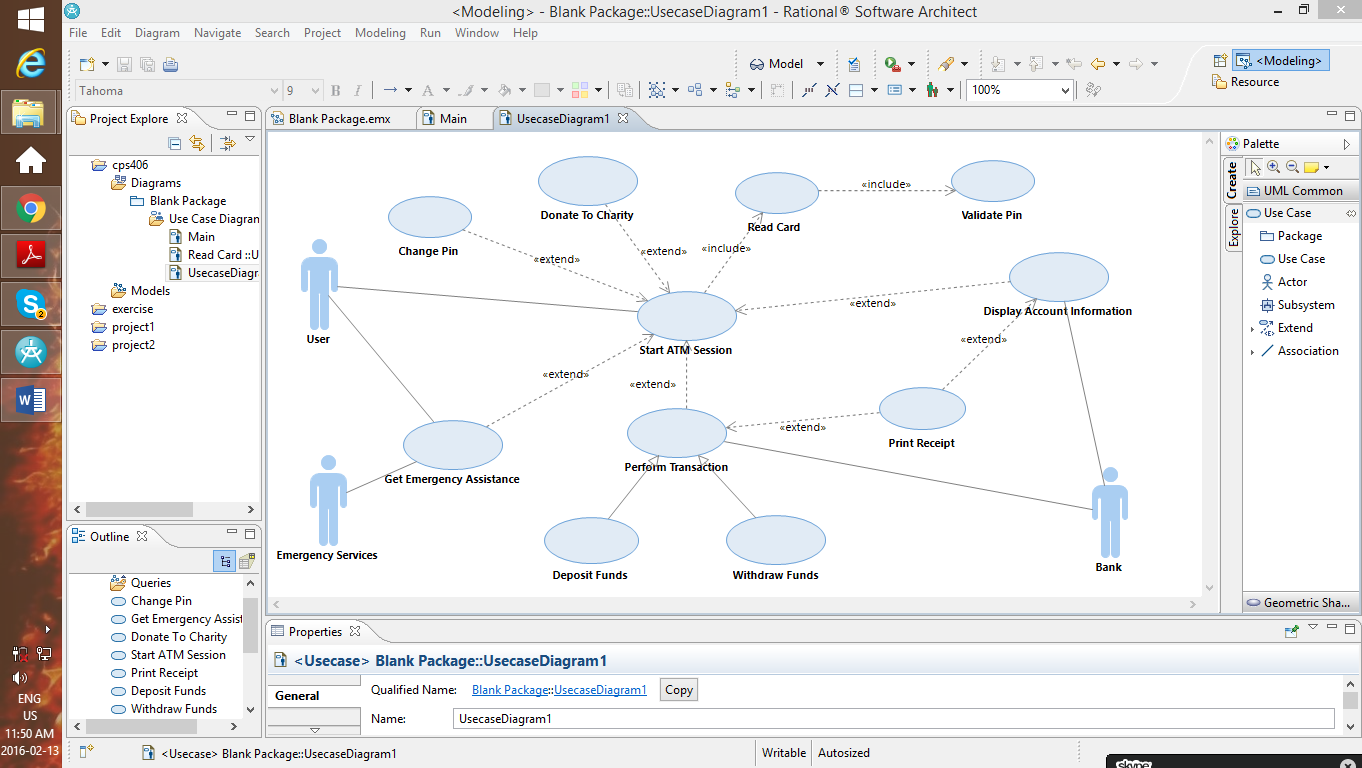 <Modeling> - Blank Package::UsecaseDiagram1 - Rational® Software Architect
File Edit Diagram Navigate Search Project Modeling Run Window Help
Model
<Modeling>
Resource
Tahoma 9 B I A 100%
Project Explore
Blank Package.emx Main UsecaseDiagram1
cps406
Diagrams
Blank Package
Use Case Diagran
Main
Read Card ::U
UsecaseDiagr
Models
exercise
project1
project2
Donate To Charity
Change Pin
Read Card
«include»
Validate Pin
«extend»
«extend»
«include»
User
Start ATM Session
«extend»
Display Account Information
«extend»
«extend»
«extend»
Get Emergency Assistance
Perform Transaction
«extend»
Print Receipt
Emergency Services
Deposit Funds
Withdraw Funds
Bank
Palette
Create
Explore
UML Common
Use Case
Package
Use Case
Actor
Subsystem
Extend
Association
Geometric Sha...
Outline
Queries
Change Pin
Get Emergency Assist
Donate To Charity
Start ATM Session
Print Receipt
Deposit Funds
Withdraw Funds
Properties
<Usecase> Blank Package::UsecaseDiagram1
General
Qualified Name: Blank Package::UsecaseDiagram1 Copy
Name: UsecaseDiagram1
<Usecase> Blank Package::UsecaseDiagram1 Writable Autosized
2
W
ENG
US
11:50 AM
2016-02-13
skype